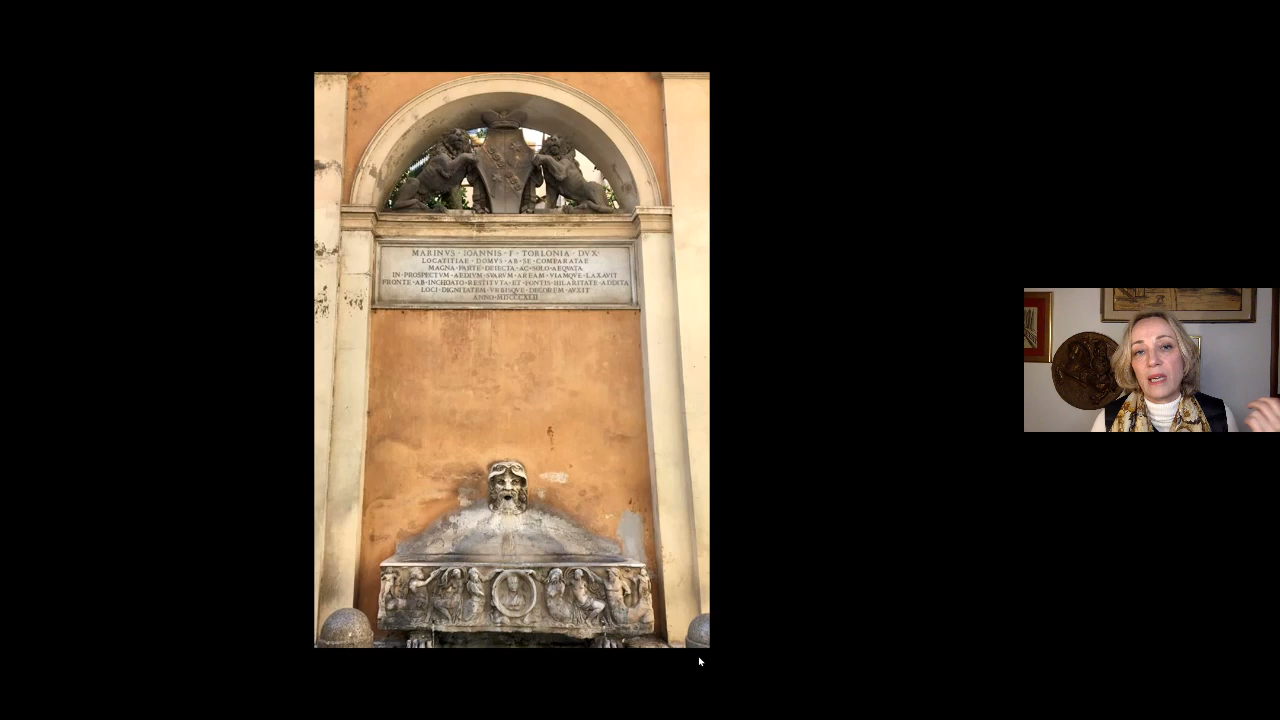 MARINVS · IOANNIS · F · TORLONIA · DVX ·
LOCATITIAE · DOMVS · AB · SE · COMPARATAE
MAGNA · PARTE · DEIECTA · AC · SOLO · AEQVATA
IN · PROSPECTVM · AEDIVM · SVARVM · AREAM · VIAMQVE · LAXAVIT
FRONTE · AB · INCHOATO · RESTITVTA · ET · FONTIS · HILARITATE · ADDITA
LOCI · DIGNITATEM · VRBISQVE · DECOREM · AVXIT
ANNO · MDCCCXLII